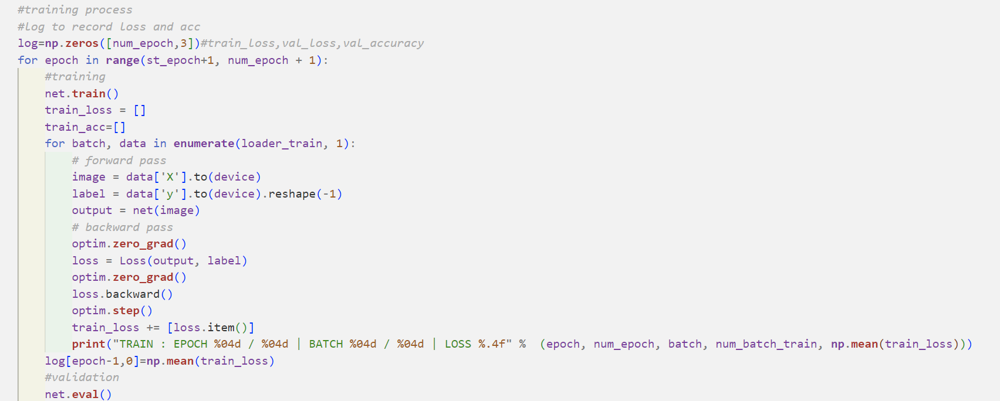 #training process
#log to record loss and acc
log=np.zeros([num_epoch,3])#train_loss,val_loss,val_accuracy
for epoch in range(st_epoch+1, num_epoch + 1):
    #training
    net.train()
    train_loss = []
    train_acc=[]
    for batch, data in enumerate(loader_train, 1):
        # forward pass
        image = data['X'].to(device)
        label = data['y'].to(device).reshape(-1)
        output = net(image)
        # backward pass
        optim.zero_grad()
        loss = Loss(output, label)
        optim.zero_grad()
        loss.backward()
        optim.step()
        train_loss += [loss.item()]
        print("TRAIN : EPOCH %04d / %04d | BATCH %04d / %04d | LOSS %.4f" %  (epoch, num_epoch, batch, num_batch_train, np.mean(train_loss)))
    log[epoch-1,0]=np.mean(train_loss)
    #validation
    net.eval()